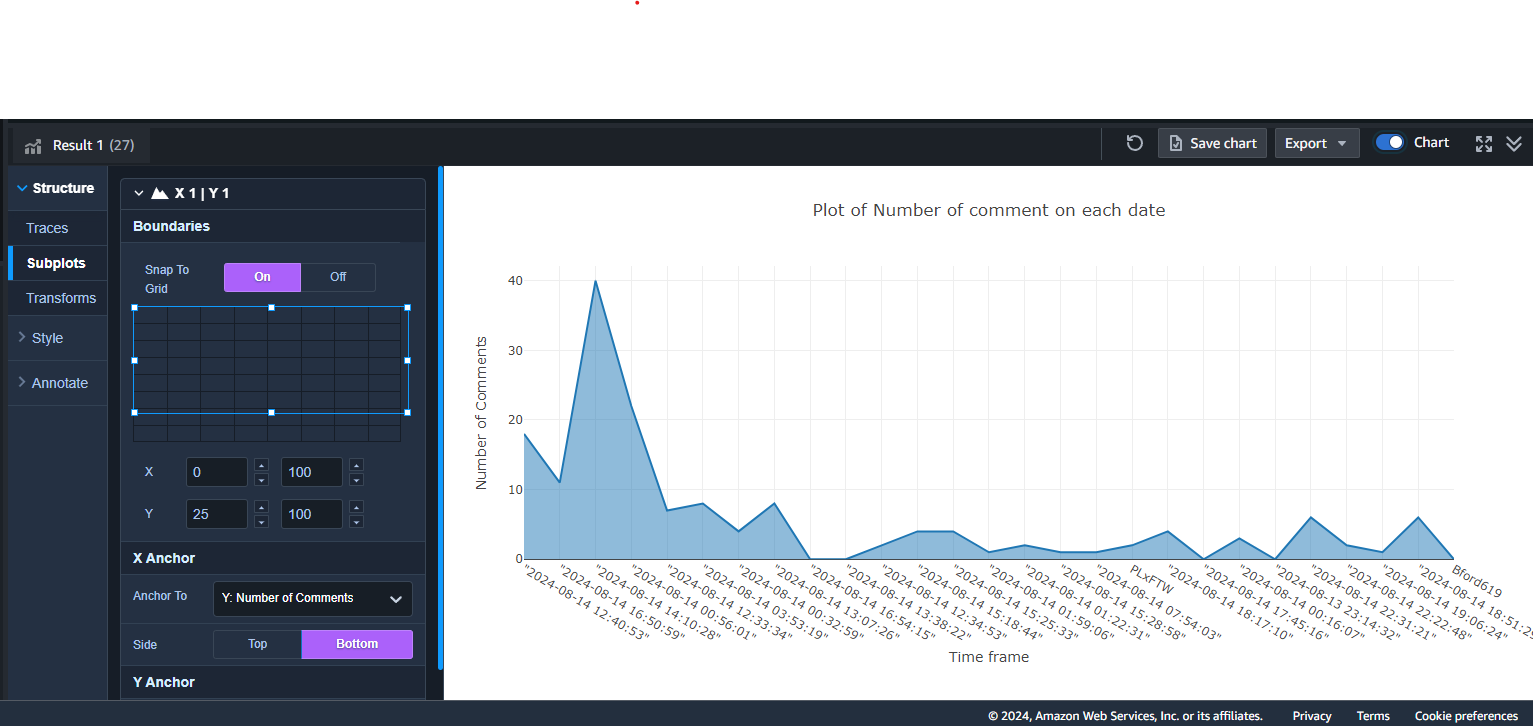 Result 1 (27)
Save chart
Export
Chart
Structure
Traces
Subplots
Transforms
Style
Annotate
X 1 | Y 1
Boundaries
Snap To
Grid
On
Off
X
0
100
Y
25
100
X Anchor
Anchor To
Y: Number of Comments
Side
Top
Bottom
Y Anchor
Plot of Number of comment on each date
Number of Comments
40
30
20
10
0
"2024-08-14 12:40:53"
"2024-08-14 16:50:59"
"2024-08-14 14:10:28"
"2024-08-14 00:56:01"
"2024-08-14 12:33:34"
"2024-08-14 03:53:19"
"2024-08-14 00:32:59"
"2024-08-14 13:07:26"
"2024-08-14 16:54:15"
"2024-08-14 13:38:22"
"2024-08-14 12:34:53"
"2024-08-14 15:18:44"
"2024-08-14 15:25:33"
"2024-08-14 01:59:06"
"2024-08-14 01:22:31"
"2024-08-14 15:28:58"
"2024-08-14 07:54:03"
PLxFTW
"2024-08-14 18:17:10"
"2024-08-14 17:45:16"
"2024-08-14 00:16:07"
"2024-08-13 23:14:32"
"2024-08-14 22:31:21"
"2024-08-14 22:22:48"
"2024-08-14 19:06:24"
"2024-08-14 18:51:2
Bford619
Time frame
© 2024, Amazon Web Services, Inc. or its affiliates.
Privacy
Terms
Cookie preferences